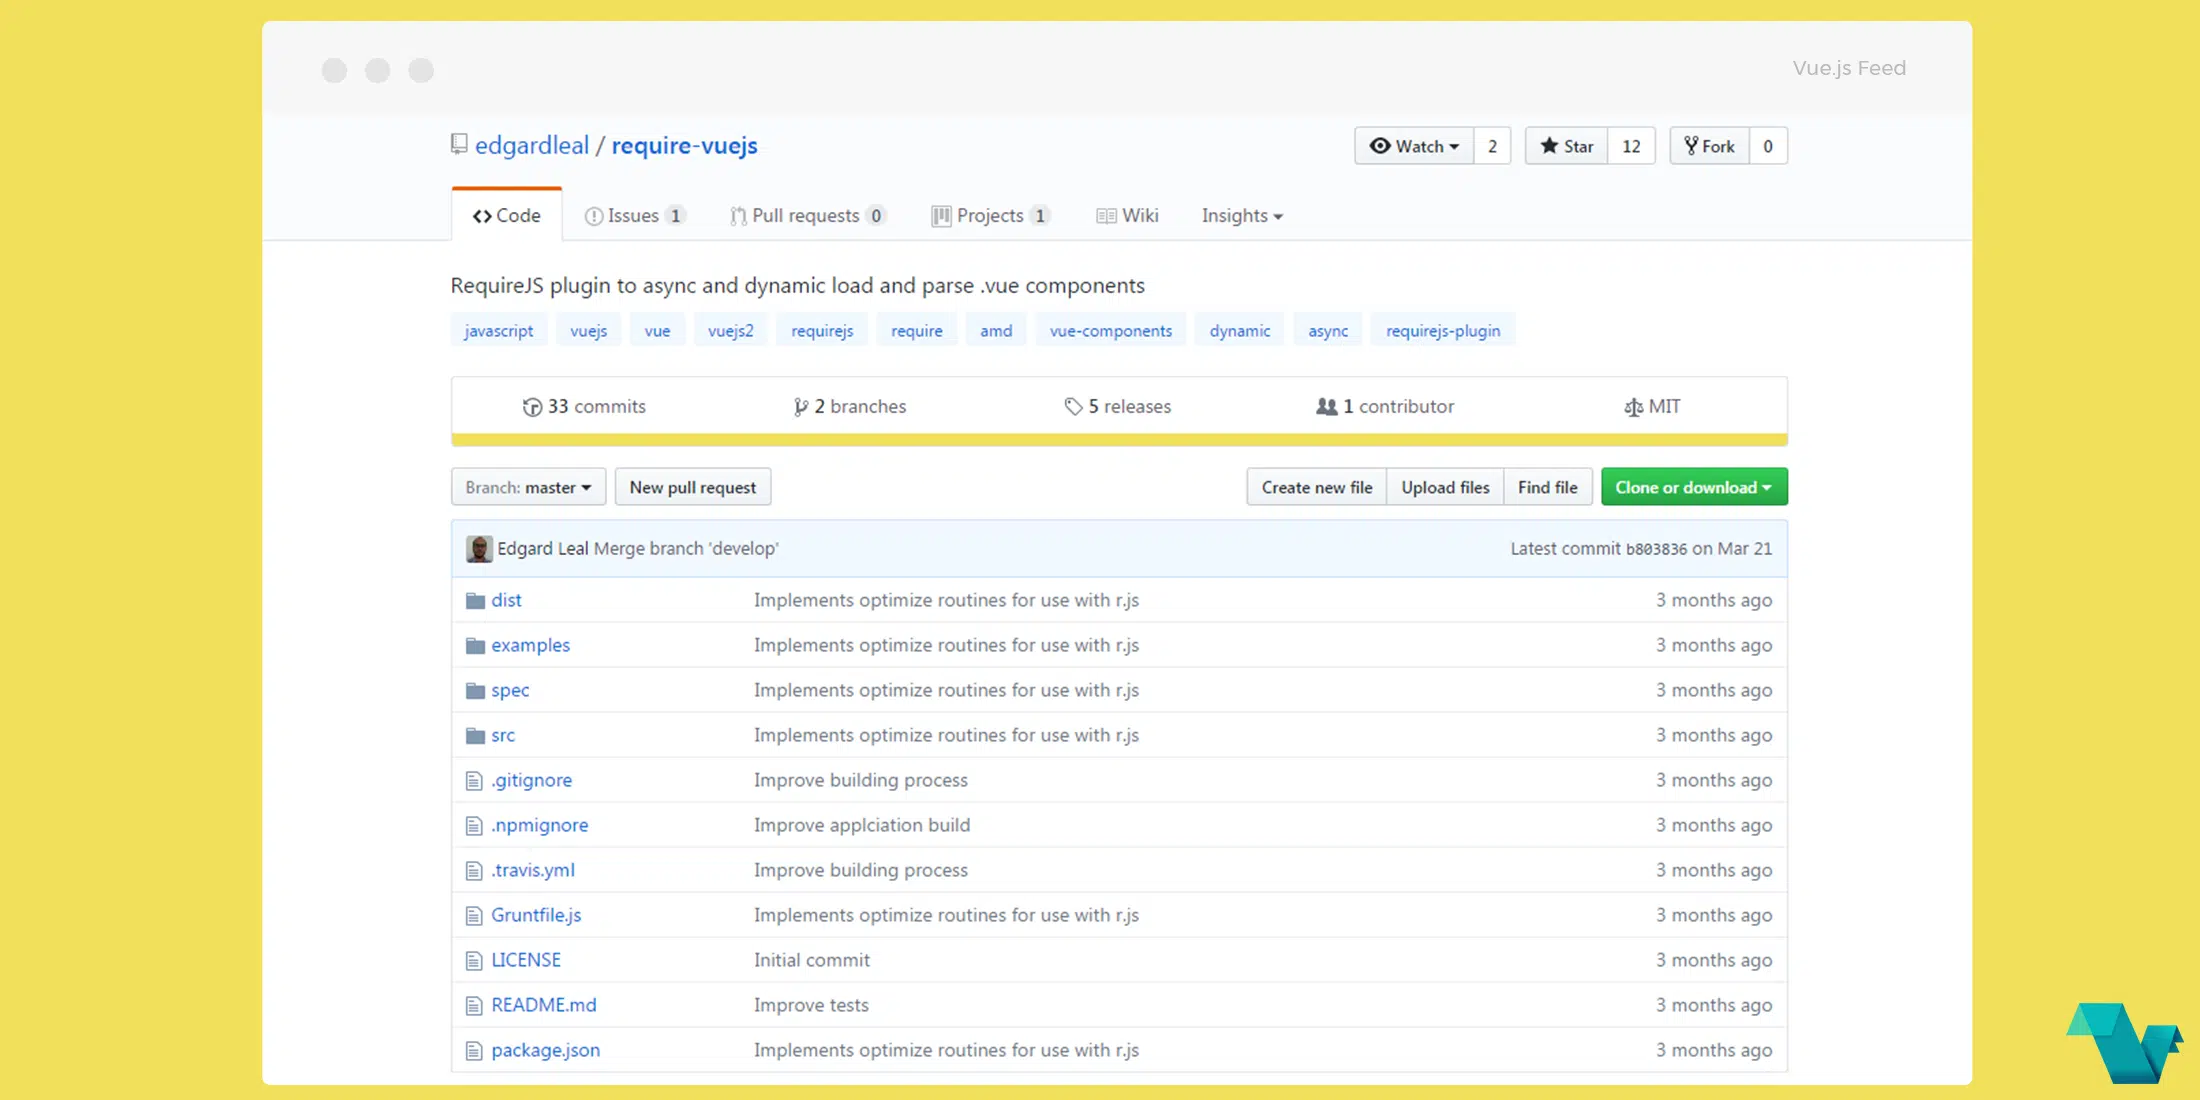 Vue.js Feed
edgardleal / require-vuejs
Watch 2 Star 12 Fork 0
Code Issues 1 Pull requests 0 Projects 1 Wiki Insights
RequireJS plugin to async and dynamic load and parse .vue components
javascript vuejs vue vuejs2 requirejs require amd vue-components dynamic async requirejs-plugin
33 commits 2 branches 5 releases 1 contributor MIT
Branch: master New pull request Create new file Upload files Find file Clone or download
Edgard Leal Merge branch 'develop' Latest commit b803836 on Mar 21
dist Implements optimize routines for use with r.js 3 months ago
examples Implements optimize routines for use with r.js 3 months ago
spec Implements optimize routines for use with r.js 3 months ago
src Implements optimize routines for use with r.js 3 months ago
.gitignore Improve building process 3 months ago
.npmignore Improve applciation build 3 months ago
.travis.yml Improve building process 3 months ago
Gruntfile.js Implements optimize routines for use with r.js 3 months ago
LICENSE Initial commit 3 months ago
README.md Improve tests 3 months ago
package.json Implements optimize routines for use with r.js 3 months ago